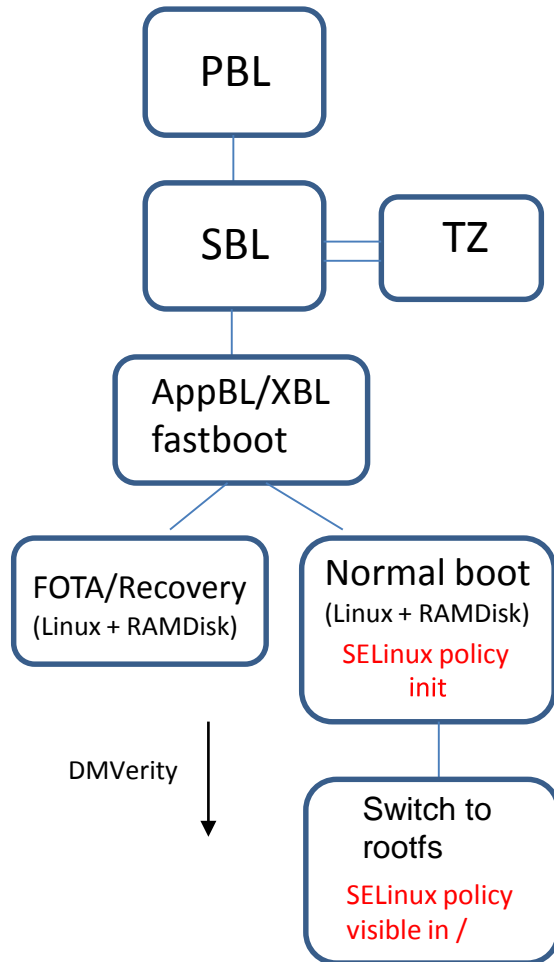 PBL
SBL
TZ
AppBL/XBL
fastboot
FOTA/Recovery
(Linux + RAMDisk)
Normal boot
(Linux + RAMDisk)
SELinux policy
init
DMVerity
Switch to
rootfs
SELinux policy
visible in /